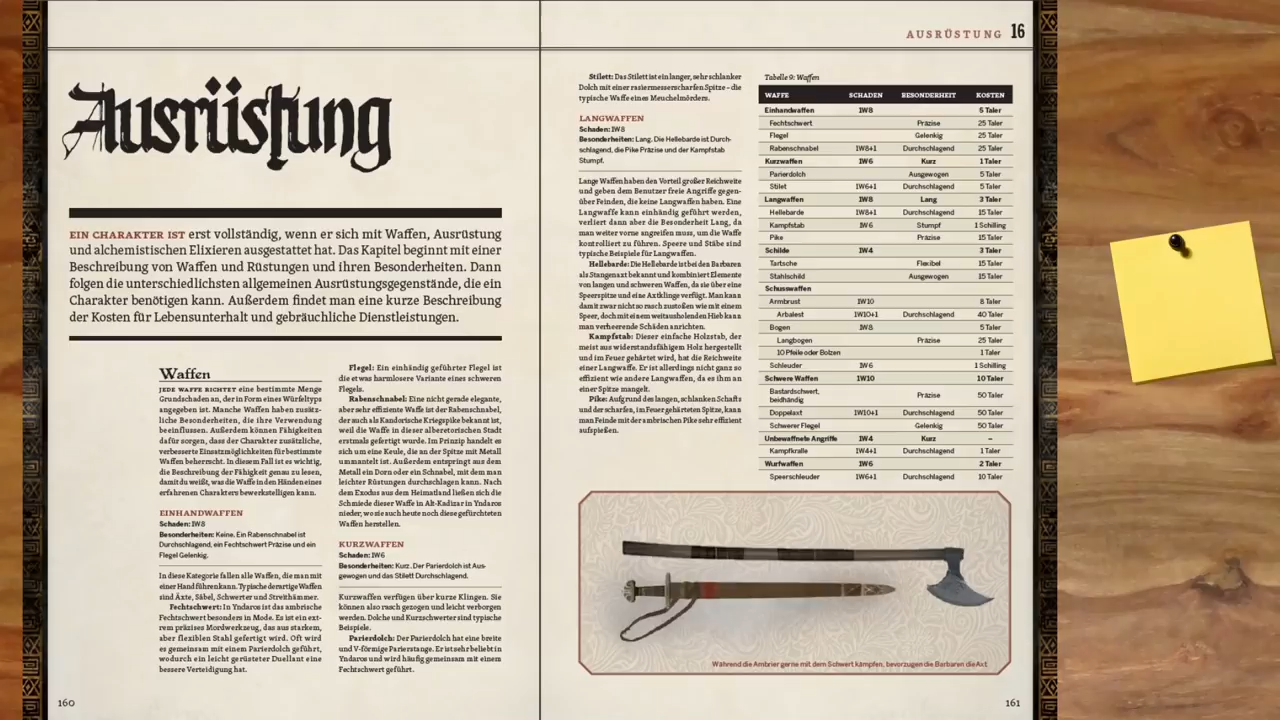 AUSRÜSTUNG 16
Ausrüstung
EIN CHARAKTER IST erst vollständig, wenn er sich mit Waffen, Ausrüstung
und alchemistischen Elixieren ausgestattet hat. Das Kapitel beginnt mit einer
Beschreibung von Waffen und Rüstungen und ihren Besonderheiten. Dann
folgen die unterschiedlichsten allgemeinen Ausrüstungsgegenstände, die ein
Charakter benötigen kann. Außerdem findet man eine kurze Beschreibung
der Kosten für Lebensunterhalt und gebräuchliche Dienstleistungen.
Waffen
JEDE WAFFE RICHTET eine bestimmte Menge
Grundschaden an, der in Form eines Würfeltyps
angegeben ist. Manche Waffen haben zusätz-
liche Besonderheiten, die ihre Verwendung
beeinflussen. Außerdem können Fähigkeiten
dafür sorgen, dass der Charakter zusätzliche,
verbesserte Einsatzmöglichkeiten für bestimmte
Waffen beherrscht. In diesem Fall ist es wichtig,
die Beschreibung der Fähigkeit genau zu lesen,
damit du weißt, was die Waffe in den Händen eines
erfahrenen Charakters bewerkstelligen kann.
EINHANDWAFFEN
Schaden: 1W8
Besonderheiten: Keine. Ein Rabenschnabel ist
Durchschlagend, ein Fechtschwert Präzise und ein
Flegel Gelenkig.
In diese Kategorie fallen alle Waffen, die man mit
einer Hand führen kann. Typische derartige Waffen
sind Äxte, Säbel, Schwerter und Streithämmer.
Fechtschwert: In Yndaros ist das ambrische
Fechtschwert besonders in Mode. Es ist ein ext-
rem präzises Mordwerkzeug, das aus starkem,
aber flexiblen Stahl gefertigt wird. Oft wird
es gemeinsam mit einem Parierdolch geführt,
wodurch ein leicht gerüsteter Duellant eine
bessere Verteidigung hat.
Flegel: Ein einhändig geführter Flegel ist
die etwas harmlosere Variante eines schweren
Flegels.
Rabenschnabel: Eine nicht gerade elegante,
aber sehr effiziente Waffe ist der Rabenschnabel,
der auch als Kandorische Kriegspike bekannt ist,
weil die Waffe in dieser alberetorischen Stadt
erstmals gefertigt wurde. Im Prinzip handelt es
sich um eine Keule, die an der Spitze mit Metall
ummantelt ist. Außerdem entspringt aus dem
Metall ein Dorn oder ein Schnabel, mit dem man
leichter Rüstungen durchschlagen kann. Nach
dem Exodus aus dem Heimatland ließen sich die
Schmiede dieser Waffe in Alt-Kadizar in Yndaros
nieder, wo sie auch heute noch diese gefürchteten
Waffen herstellen.
KURZWAFFEN
Schaden: 1W6
Besonderheiten: Kurz. Der Parierdolch ist Aus-
gewogen und das Stilett Durchschlagend.
Kurzwaffen verfügen über kurze Klingen. Sie
können also rasch gezogen und leicht verborgen
werden. Dolche und Kurzschwerter sind typische
Beispiele.
Parierdolch: Der Parierdolch hat eine breite
und V-förmige Parierstange. Er ist sehr beliebt in
Yndaros und wird häufig gemeinsam mit einem
Fechtschwert geführt.
160
Stilett: Das Stilett ist ein langer, sehr schlanker
Dolch mit einer rasiermesserscharfen Spitze – die
typische Waffe eines Meuchelmörders.
LANGWAFFEN
Schaden: 1W8
Besonderheiten: Lang. Die Hellebarde ist Durch-
schlagend, die Pike Präzise und der Kampfstab
Stumpf.
Lange Waffen haben den Vorteil großer Reichweite
und geben dem Benutzer freie Angriffe gegen-
über Feinden, die keine Langwaffen haben. Eine
Langwaffe kann einhändig geführt werden,
verliert dann aber die Besonderheit Lang, da
man weiter vorne angreifen muss, um die Waffe
kontrolliert zu führen. Speere und Stäbe sind
typische Beispiele für Langwaffen.
Hellebarde: Die Hellebarde ist bei den Barbaren
als Stangenaxt bekannt und kombiniert Elemente
von langen und schweren Waffen, da sie über eine
Speerspitze und eine Axtklinge verfügt. Man kann
damit zwar nicht so rasch zustoßen wie mit einem
Speer, doch mit einem weitausholenden Hieb kann
man verheerende Schäden anrichten.
Kampfstab: Dieser einfache Holzstab, der
meist aus widerstandsfähigem Holz hergestellt
und im Feuer gehärtet wird, hat die Reichweite
einer Langwaffe. Er ist allerdings nicht ganz so
effizient wie andere Langwaffen, da es ihm an
einer Spitze mangelt.
Pike: Aufgrund des langen, schlanken Schafts
und der scharfen, im Feuer gehärteten Spitze, kann
man Feinde mit der ambrischen Pike sehr effizient
aufspießen.
Tabelle 9: Waffen
WAFFE SCHADEN BESONDERHEIT KOSTEN
Einhandwaffen 1W8 5 Taler
Fechtschwert Präzise 25 Taler
Flegel Gelenkig 25 Taler
Rabenschnabel 1W8+1 Durchschlagend 25 Taler
Kurzwaffen 1W6 Kurz 1 Taler
Parierdolch Ausgewogen 5 Taler
Stilet 1W6+1 Durchschlagend 5 Taler
Langwaffen 1W8 Lang 3 Taler
Hellebarde 1W8+1 Durchschlagend 15 Taler
Kampfstab 1W6 Stumpf 1 Schilling
Pike Präzise 15 Taler
Schilde 1W4 3 Taler
Tartsche Flexibel 15 Taler
Stahlschild Ausgewogen 15 Taler
Schusswaffen
Armbrust 1W10 8 Taler
Arbalest 1W10+1 Durchschlagend 40 Taler
Bogen 1W8 5 Taler
Langbogen Präzise 25 Taler
10 Pfeile oder Bolzen 1 Taler
Schleuder 1W6 1 Schilling
Schwere Waffen 1W10 10 Taler
Bastardschwert,
beidhändig Präzise 50 Taler
Doppelaxt 1W10+1 Durchschlagend 50 Taler
Schwerer Flegel Gelenkig 50 Taler
Unbewaffnete Angriffe 1W4 Kurz –
Kampfkralle 1W4+1 Durchschlagend 1 Taler
Wurfwaffen 1W6 2 Taler
Speerschleuder 1W6+1 Durchschlagend 10 Taler
Während die Ambrier gerne mit dem Schwert kämpfen, bevorzugen die Barbaren die Axt.
161